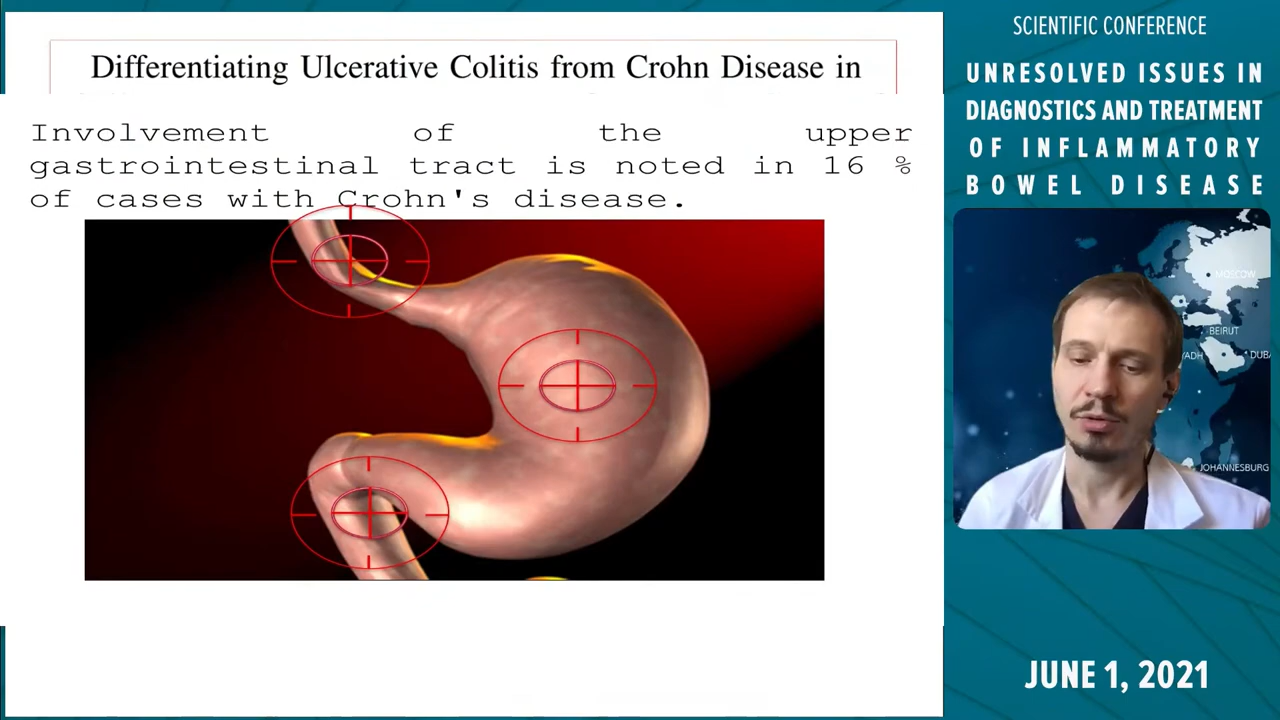 Differentiating Ulcerative Colitis from Crohn Disease in
Involvement of the upper
gastrointestinal tract is noted in 16 %
of cases with Crohn's disease.
SCIENTIFIC CONFERENCE
UNRESOLVED ISSUES IN
DIAGNOSTICS AND TREATMENT
OF INFLAMMATORY
BOWEL DISEASE
MOSCOW
BEIRUT
YADH
DUBA
JOHANNESBURG
JUNE 1, 2021